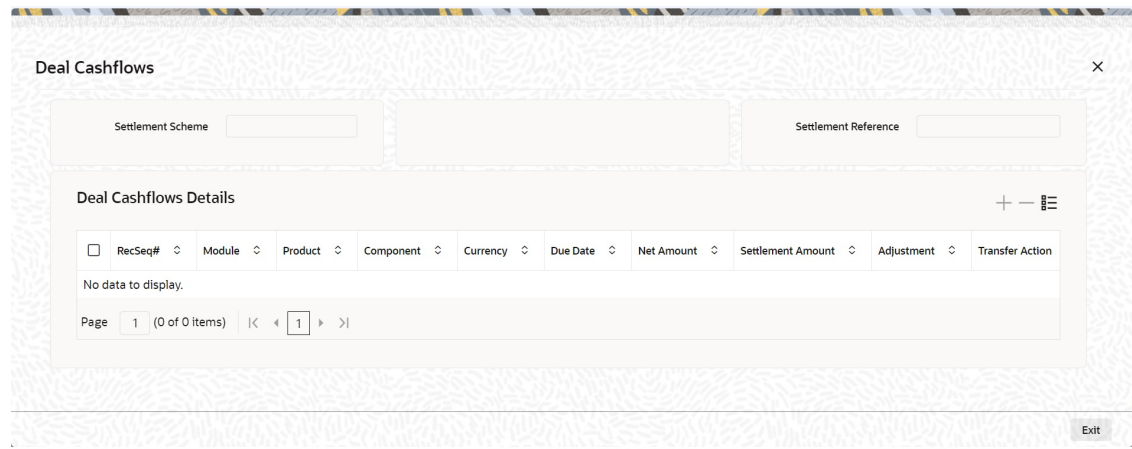 Deal Cashflows
Settlement Scheme Settlement Reference
Deal Cashflows Details
RecSeq# Module Product Component Currency Due Date Net Amount Settlement Amount Adjustment Transfer Action
No data to display.
Page 1 (0 of 0 items) 1
Exit